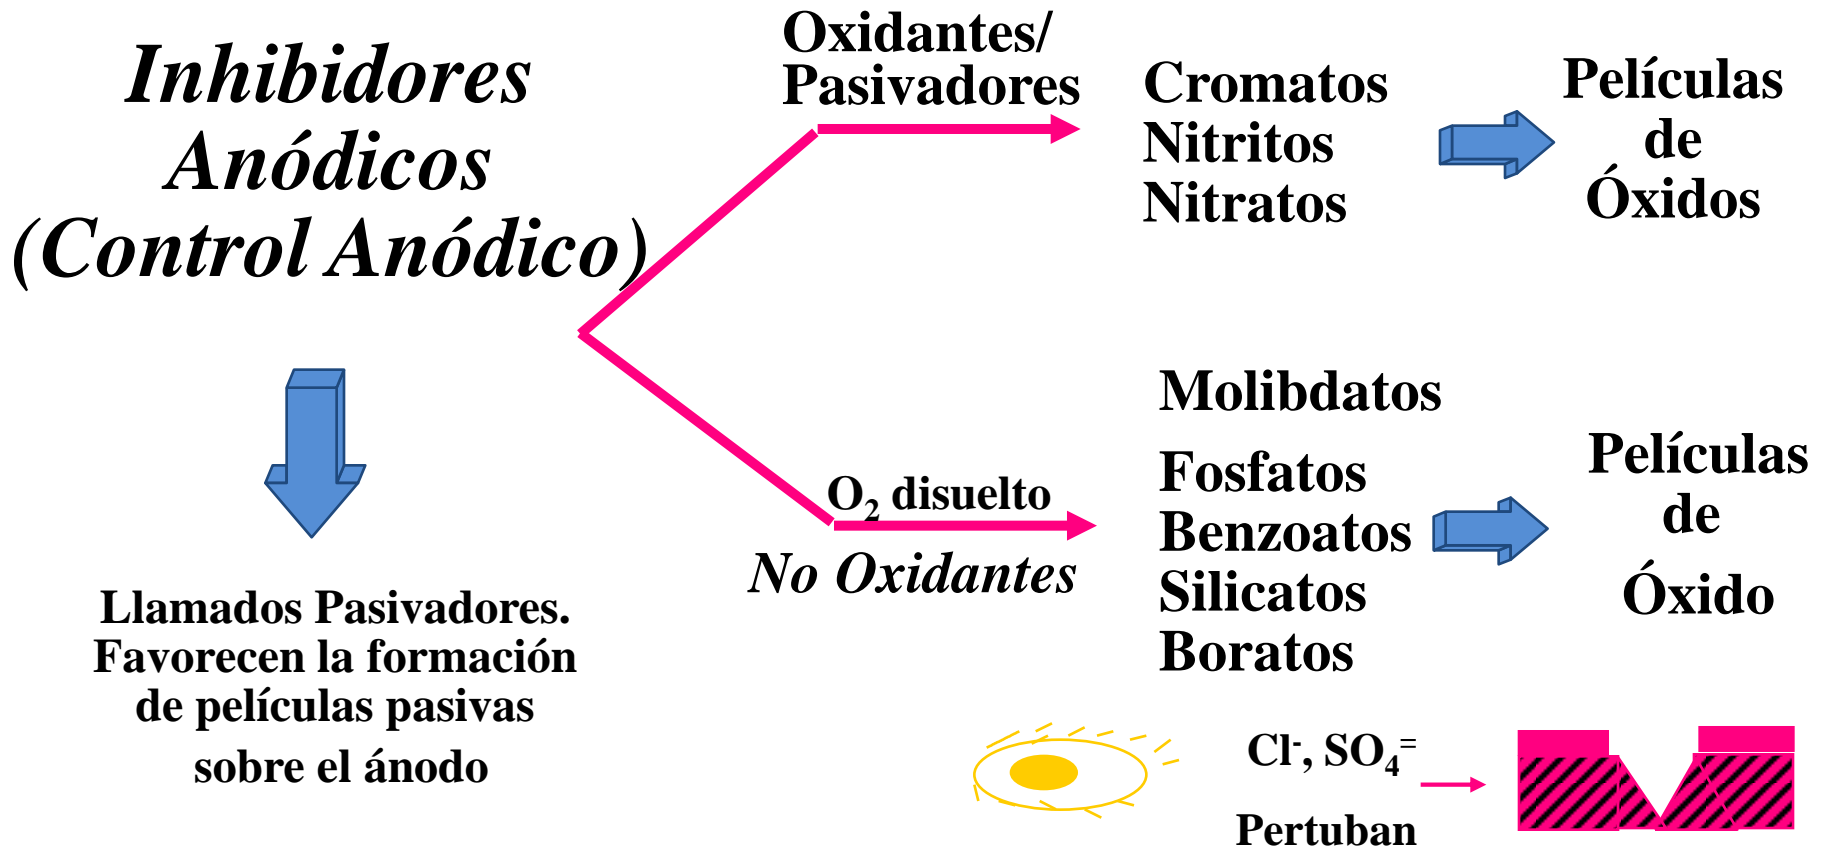 Inhibidores
Anódicos
(Control Anódico)
Llamados Pasivadores.
Favorecen la formación
de películas pasivas
sobre el ánodo
Oxidantes/
Pasivadores
Cromatos
Nitritos
Nitratos
Películas
de
Óxidos
O₂ disuelto
No Oxidantes
Molibdatos
Fosfatos
Benzoatos
Silicatos
Boratos
Películas
de
Óxido
Cl⁻, SO₄⁼
Pertuban